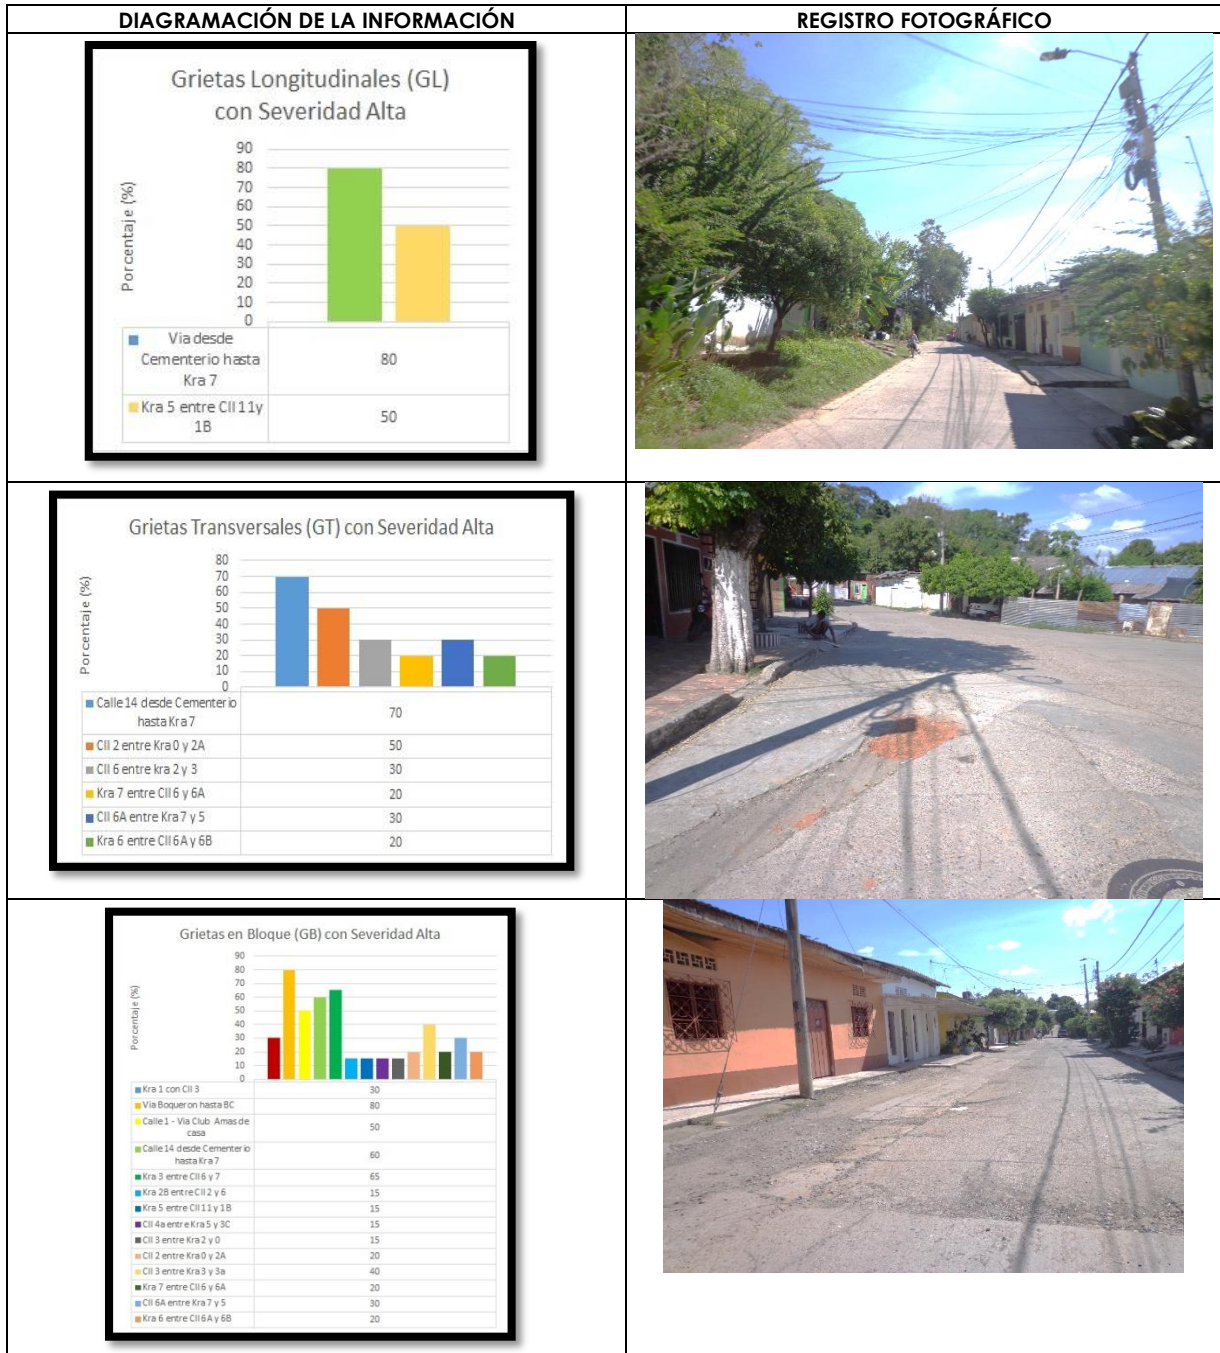 DIAGRAMACIÓN DE LA INFORMACIÓN
REGISTRO FOTOGRÁFICO
Grietas Longitudinales (GL)
con Severidad Alta
Porcentaje (%)
90
80
70
60
50
40
30
20
10
0
Via desde
Cementerio hasta
Kra 7
80
Kra 5 entre Cll 11 y
1B
50
Grietas Transversales (GT) con Severidad Alta
Porcentaje (%)
80
70
60
50
40
30
20
10
0
Calle 14 desde Cementerio
hasta Kra 7
70
Cll 2 entre Kra 0 y 2A
50
Cll 6 entre kra 2 y 3
30
Kra 7 entre Cll 6 y 6A
20
Cll 6A entre Kra 7 y 5
30
Kra 6 entre Cll 6A y 6B
20
Grietas en Bloque (GB) con Severidad Alta
Porcentaje (%)
90
80
70
60
50
40
30
20
10
0
Kra 1 con Cll 3
30
Via Boqueron hasta BC
80
Calle 1 - Via Club Amas de
casa
50
Calle 14 desde Cementerio
hasta Kra 7
60
Kra 3 entre Cll 6 y 7
65
Kra 2B entre Cll 2 y 6
15
Kra 5 entre Cll 11 y 1B
15
Cll 4a entre Kra 5 y 3C
15
Cll 3 entre Kra 2 y 0
15
Cll 2 entre Kra 0 y 2A
20
Cll 3 entre Kra 3 y 3a
40
Kra 7 entre Cll 6 y 6A
20
Cll 6A entre Kra 7 y 5
30
Kra 6 entre Cll 6A y 6B
20